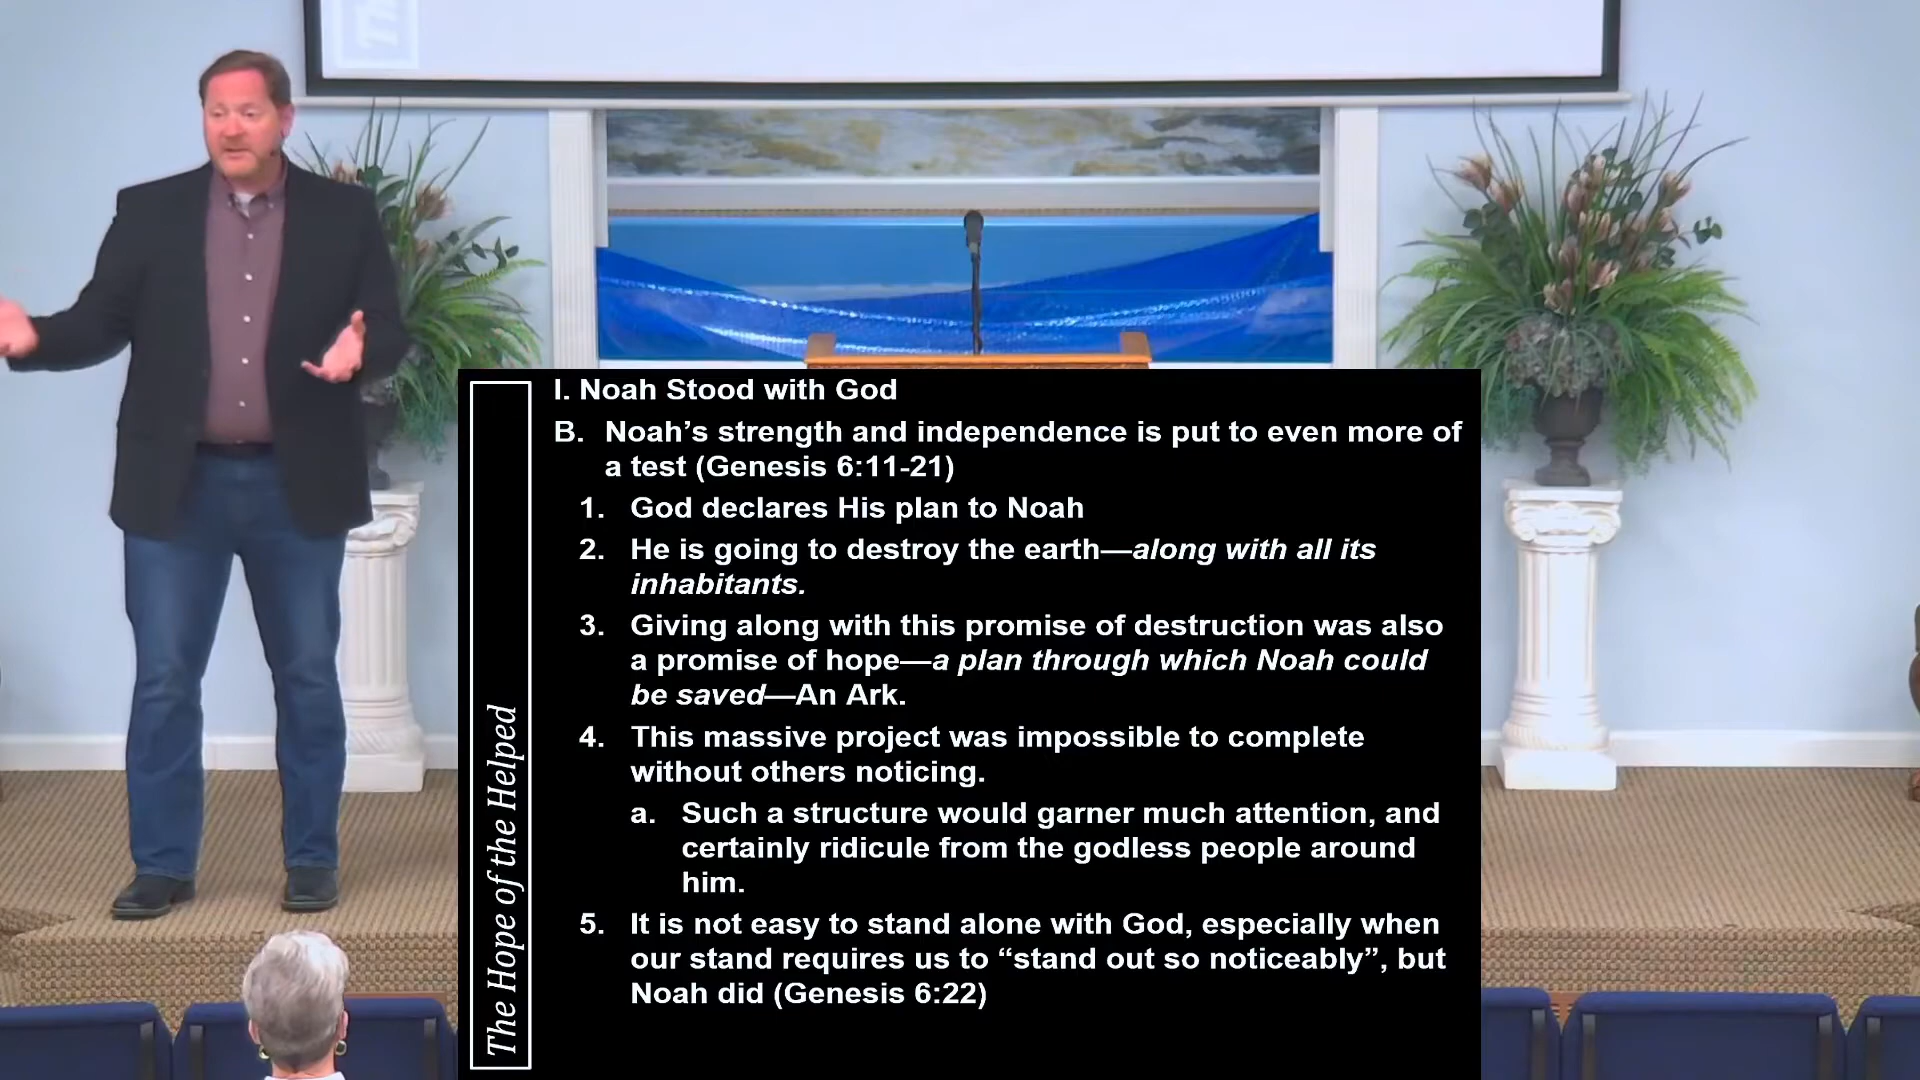 I. Noah Stood with God
B. Noah’s strength and independence is put to even more of
a test (Genesis 6:11-21)
1. God declares His plan to Noah
2. He is going to destroy the earth—along with all its
inhabitants.
3. Giving along with this promise of destruction was also
a promise of hope—a plan through which Noah could
be saved—An Ark.
4. This massive project was impossible to complete
without others noticing.
a. Such a structure would garner much attention, and
certainly ridicule from the godless people around
him.
5. It is not easy to stand alone with God, especially when
our stand requires us to “stand out so noticeably”, but
Noah did (Genesis 6:22)
The Hope of the Helped
Th